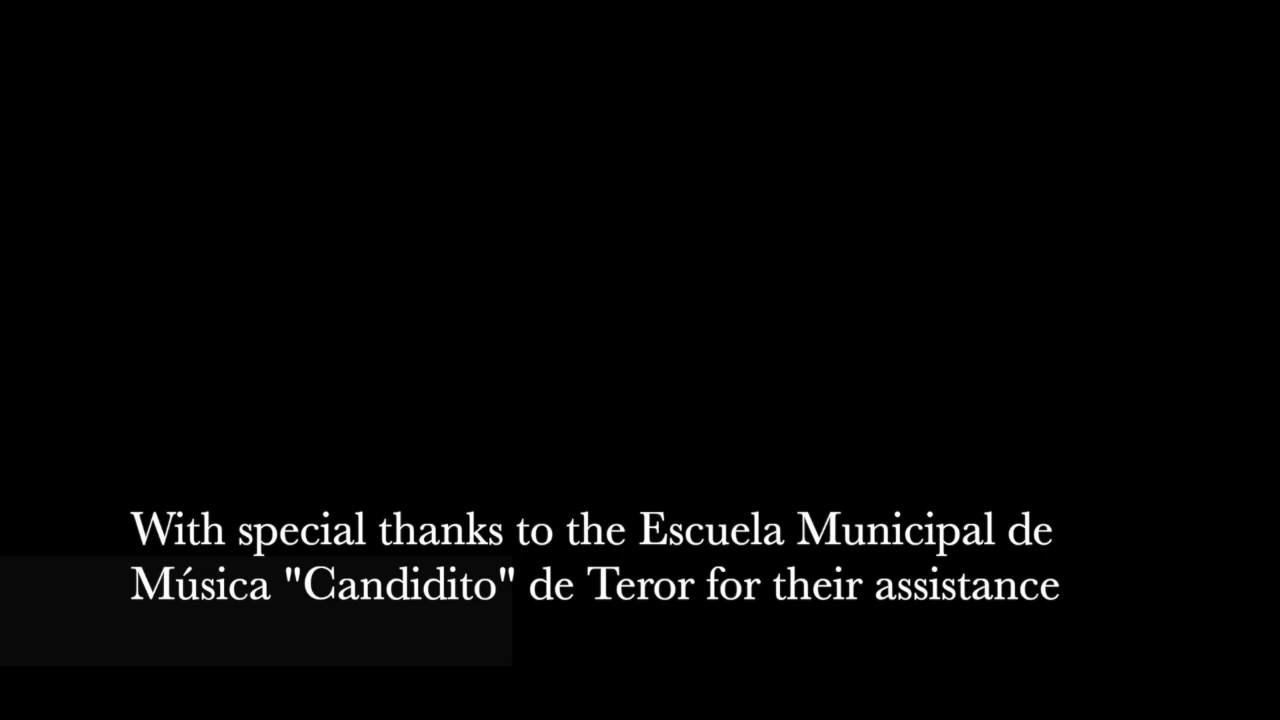 With special thanks to the Escuela Municipal de
Música "Candidito" de Teror for their assistance